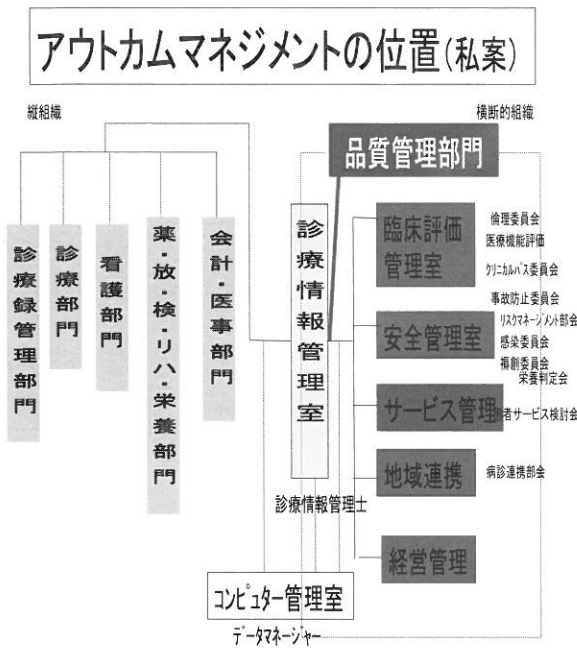 アウトカムマネジメントの位置(私案)
縦組織
横断的組織
品質管理部門
診療録管理部門
診療部門
看護部門
薬・放・検・リハ・栄養部門
会計・医事部門
診療情報管理室
診療情報管理士
臨床評価
管理室
倫理委員会
医療機能評価
クリニカルパス委員会
安全管理室
事故防止委員会
リスクマネージメント部会
感染委員会
褥創委員会
栄養判定会
サービス管理
者サービス検討会
地域連携
病診連携部会
経営管理
コンピュター管理室
データマネージャー